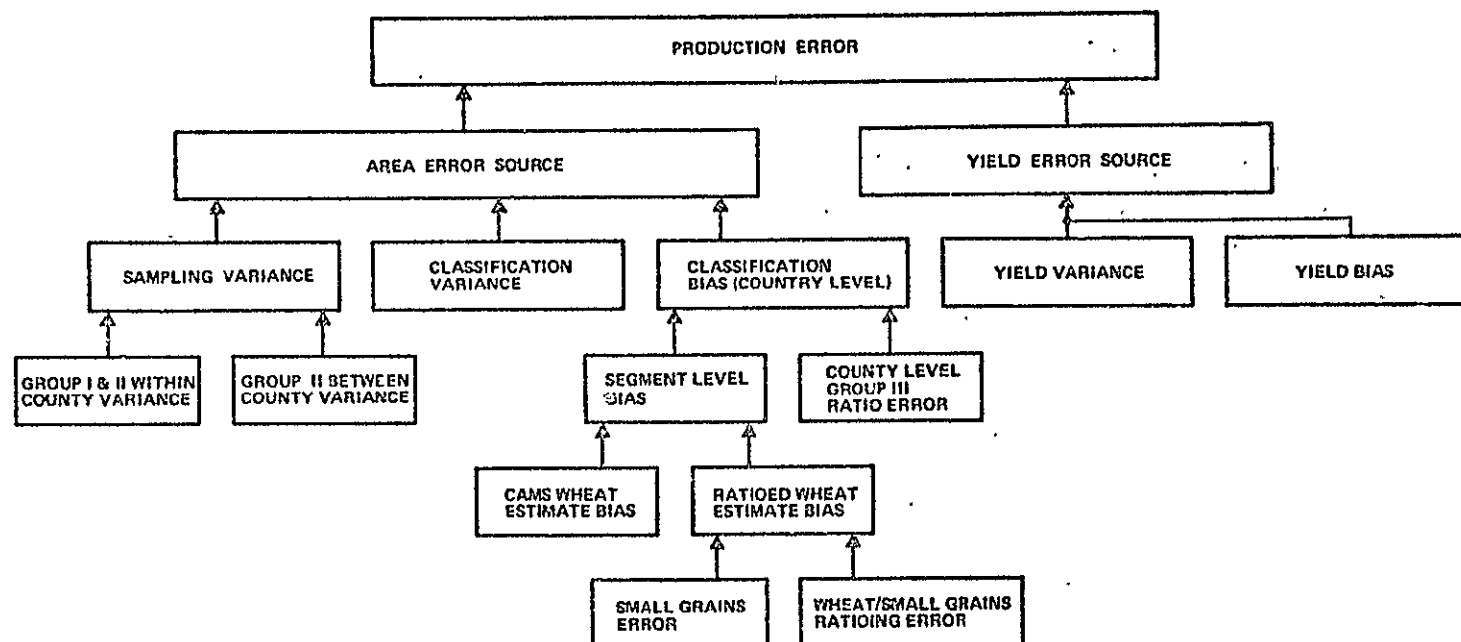 PRODUCTION ERROR
AREA ERROR SOURCE
YIELD ERROR SOURCE
SAMPLING VARIANCE
CLASSIFICATION
VARIANCE
CLASSIFICATION
BIAS (COUNTRY LEVEL)
YIELD VARIANCE
YIELD BIAS
GROUP I & II WITHIN
COUNTY VARIANCE
GROUP II BETWEEN
COUNTY VARIANCE
SEGMENT LEVEL
BIAS
COUNTY LEVEL
GROUP III
RATIO ERROR
CAMS WHEAT
ESTIMATE BIAS
RATIOED WHEAT
ESTIMATE BIAS
SMALL GRAINS
ERROR
WHEAT/SMALL GRAINS
RATIOING ERROR